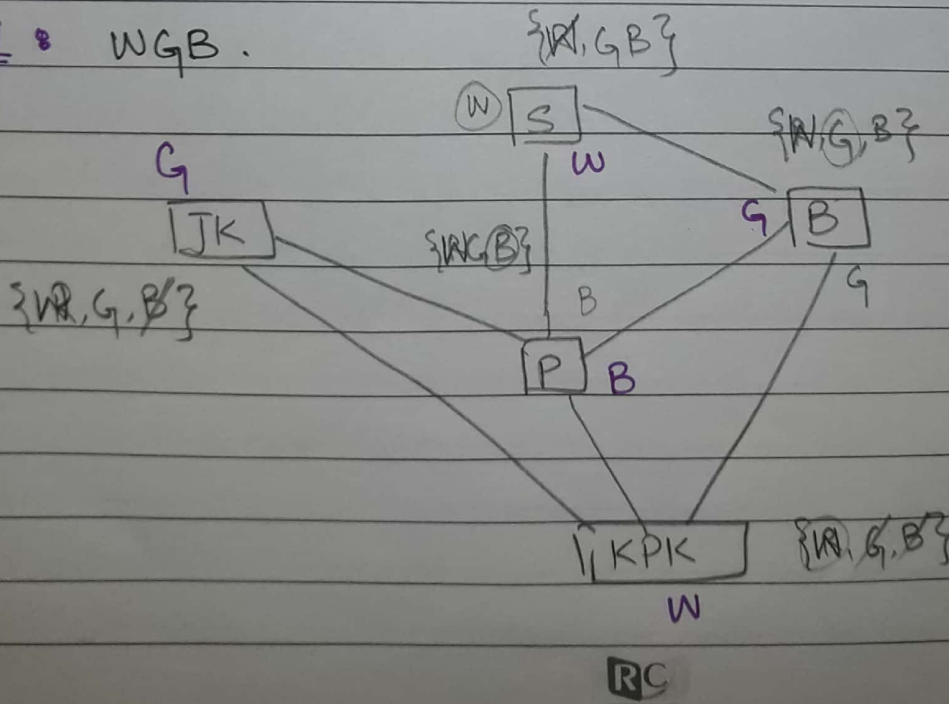 : WGB.
{W, G B}
W S
W
{W, G, B}
G
JK
G B
{W G B}
G
{W, G, B}
B
P B
KPK {W, G, B}
W
RC